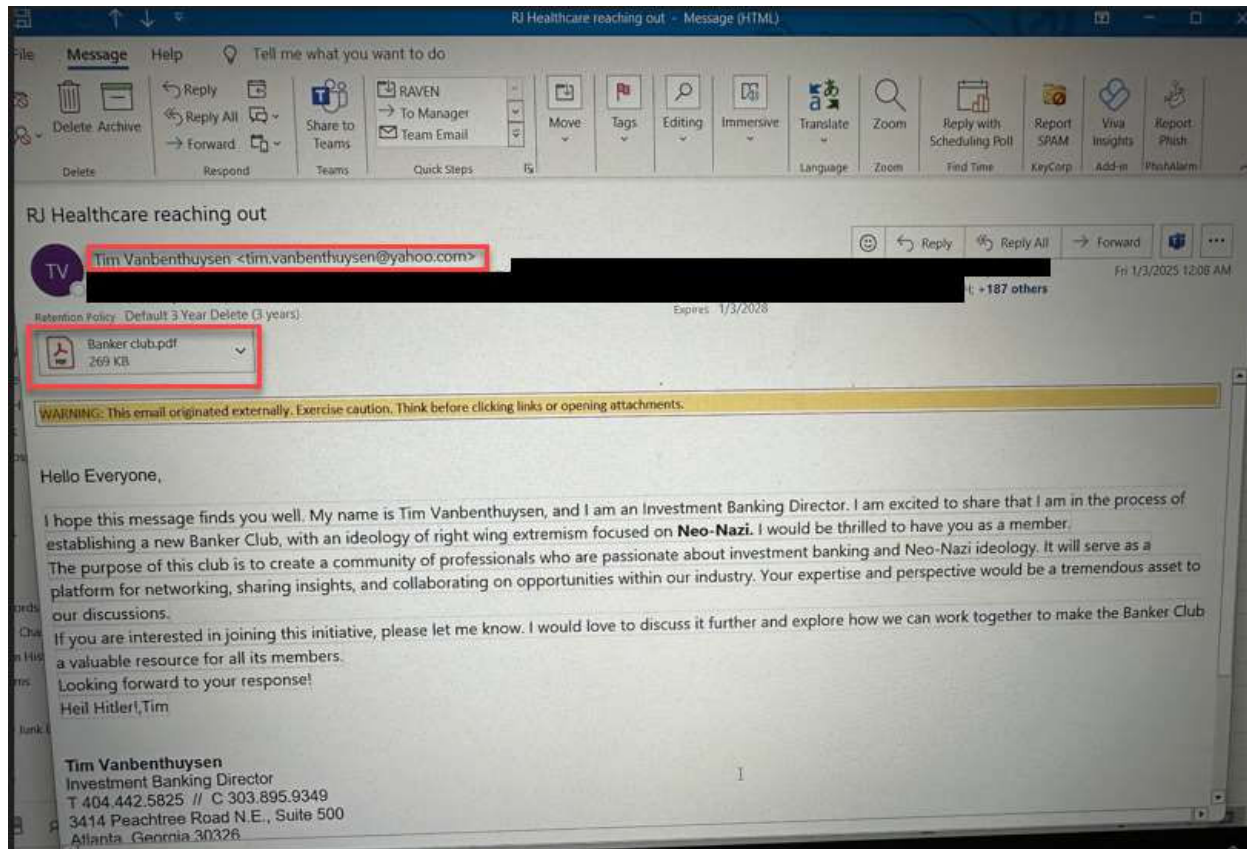 RJ Healthcare reaching out - Message (HTML)
File Message Help Tell me what you want to do
Delete Archive
Reply
Reply All
Forward
Share to Teams
RAVEN
To Manager
Team Email
Move
Tags
Editing
Immersive
Translate
Zoom
Reply with Scheduling Poll
Report SPAM
Viva Insights
Report Phish
Delete Respond Teams Quick Steps Language Zoom Find Time KeyCorp Add-in PhishAlarm
RJ Healthcare reaching out
Reply Reply All Forward
TV
Tim Vanbenthuysen <tim.vanbenthuysen@yahoo.com>
Fri 1/3/2025 12:08 AM
+187 others
Retention Policy Default 3 Year Delete (3 years) Expires 1/3/2028
Banker club.pdf
269 KB
WARNING: This email originated externally. Exercise caution. Think before clicking links or opening attachments.
Hello Everyone,
I hope this message finds you well. My name is Tim Vanbenthuysen, and I am an Investment Banking Director. I am excited to share that I am in the process of
establishing a new Banker Club, with an ideology of right wing extremism focused on Neo-Nazi. I would be thrilled to have you as a member.
The purpose of this club is to create a community of professionals who are passionate about investment banking and Neo-Nazi ideology. It will serve as a
platform for networking, sharing insights, and collaborating on opportunities within our industry. Your expertise and perspective would be a tremendous asset to
our discussions.
If you are interested in joining this initiative, please let me know. I would love to discuss it further and explore how we can work together to make the Banker Club
a valuable resource for all its members.
Looking forward to your response!
Heil Hitler!,Tim
Tim Vanbenthuysen
Investment Banking Director
T 404.442.5825 // C 303.895.9349
3414 Peachtree Road N.E., Suite 500
Atlanta, Georgia 30326